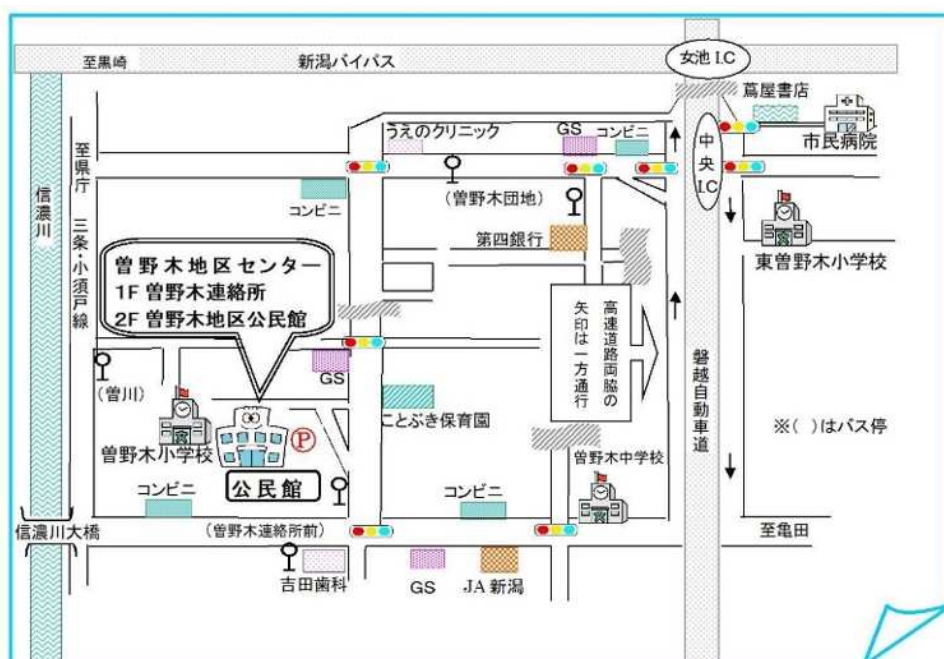 女池 I.C
至黒崎
新潟バイパス
蔦屋書店
市民病院
うえのクリニック
GS
コンビニ
中央I.C
至県庁
三条・小須戸線
信濃川
コンビニ
(曽野木団地)
第四銀行
東曽野木小学校
曽野木地区センター
1F 曽野木連絡所
2F 曽野木地区公民館
高速道路両脇の
矢印は一方通行
磐越自動車道
GS
(曽川)
ことぶき保育園
※( )はバス停
曽野木小学校
P
曽野木中学校
公民館
コンビニ
コンビニ
信濃川大橋
(曽野木連絡所前)
至亀田
吉田歯科
GS
JA 新潟